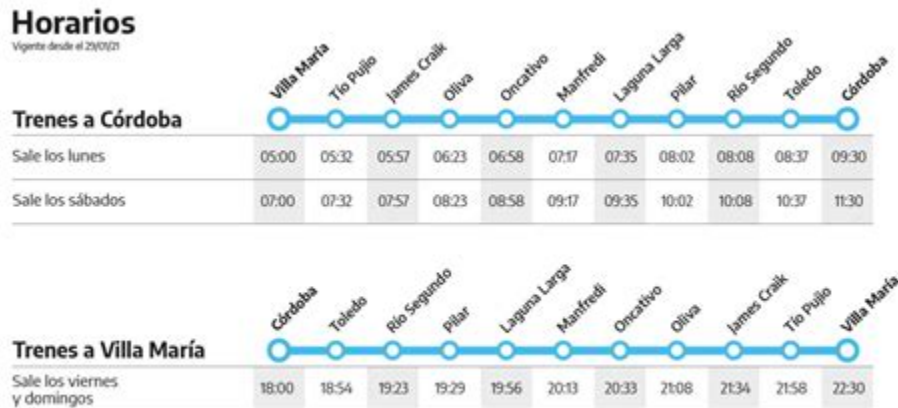 Horarios
Vigente desde el 29/01/21
Villa María Tío Pujio James Craik Oliva Oncativo Manfredi Laguna Larga Pilar Río Segundo Toledo Córdoba
Trenes a Córdoba
Sale los lunes 05:00 05:32 05:57 06:23 06:58 07:17 07:35 08:02 08:08 08:37 09:30
Sale los sábados 07:00 07:32 07:57 08:23 08:58 09:17 09:35 10:02 10:08 10:37 11:30
Córdoba Toledo Río Segundo Pilar Laguna Larga Manfredi Oncativo Oliva James Craik Tío Pujio Villa María
Trenes a Villa María
Sale los viernes
y domingos 18:00 18:54 19:23 19:29 19:56 20:13 20:33 21:08 21:34 21:58 22:30